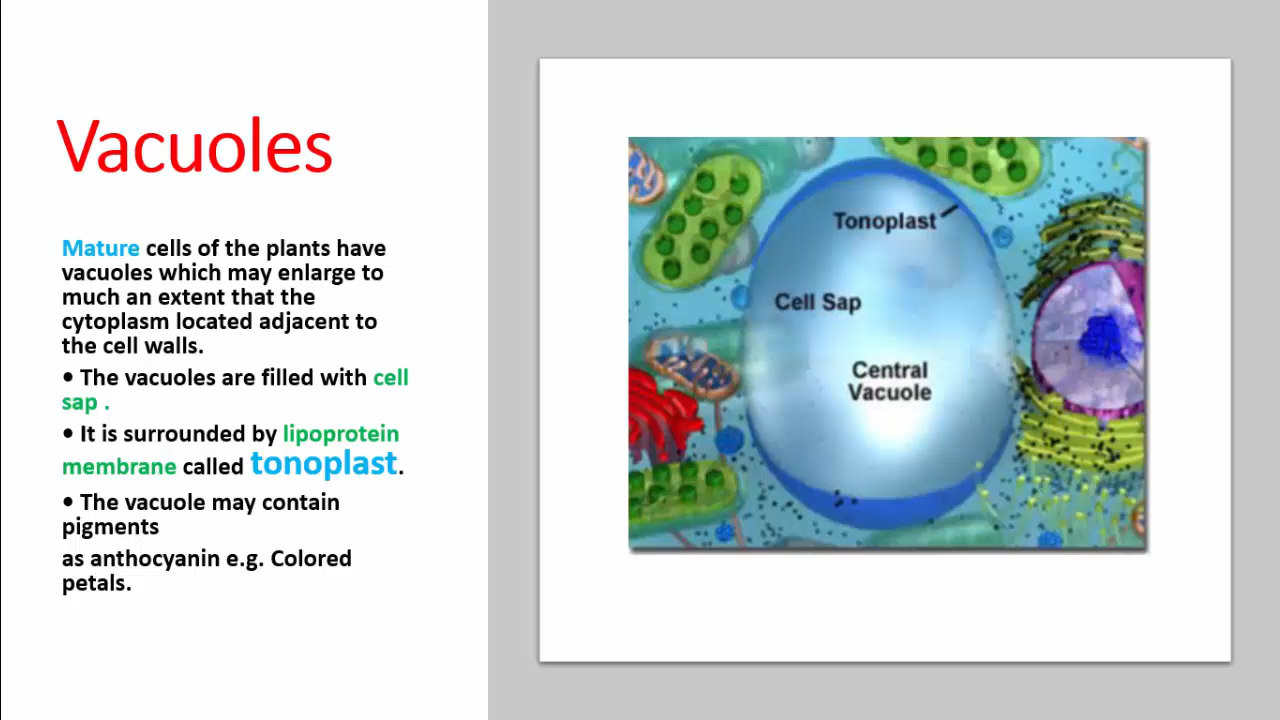 Vacuoles
Mature cells of the plants have
vacuoles which may enlarge to
much an extent that the
cytoplasm located adjacent to
the cell walls.
• The vacuoles are filled with cell
sap .
• It is surrounded by lipoprotein
membrane called tonoplast.
• The vacuole may contain
pigments
as anthocyanin e.g. Colored
petals.
Tonoplast
Cell Sap
Central
Vacuole